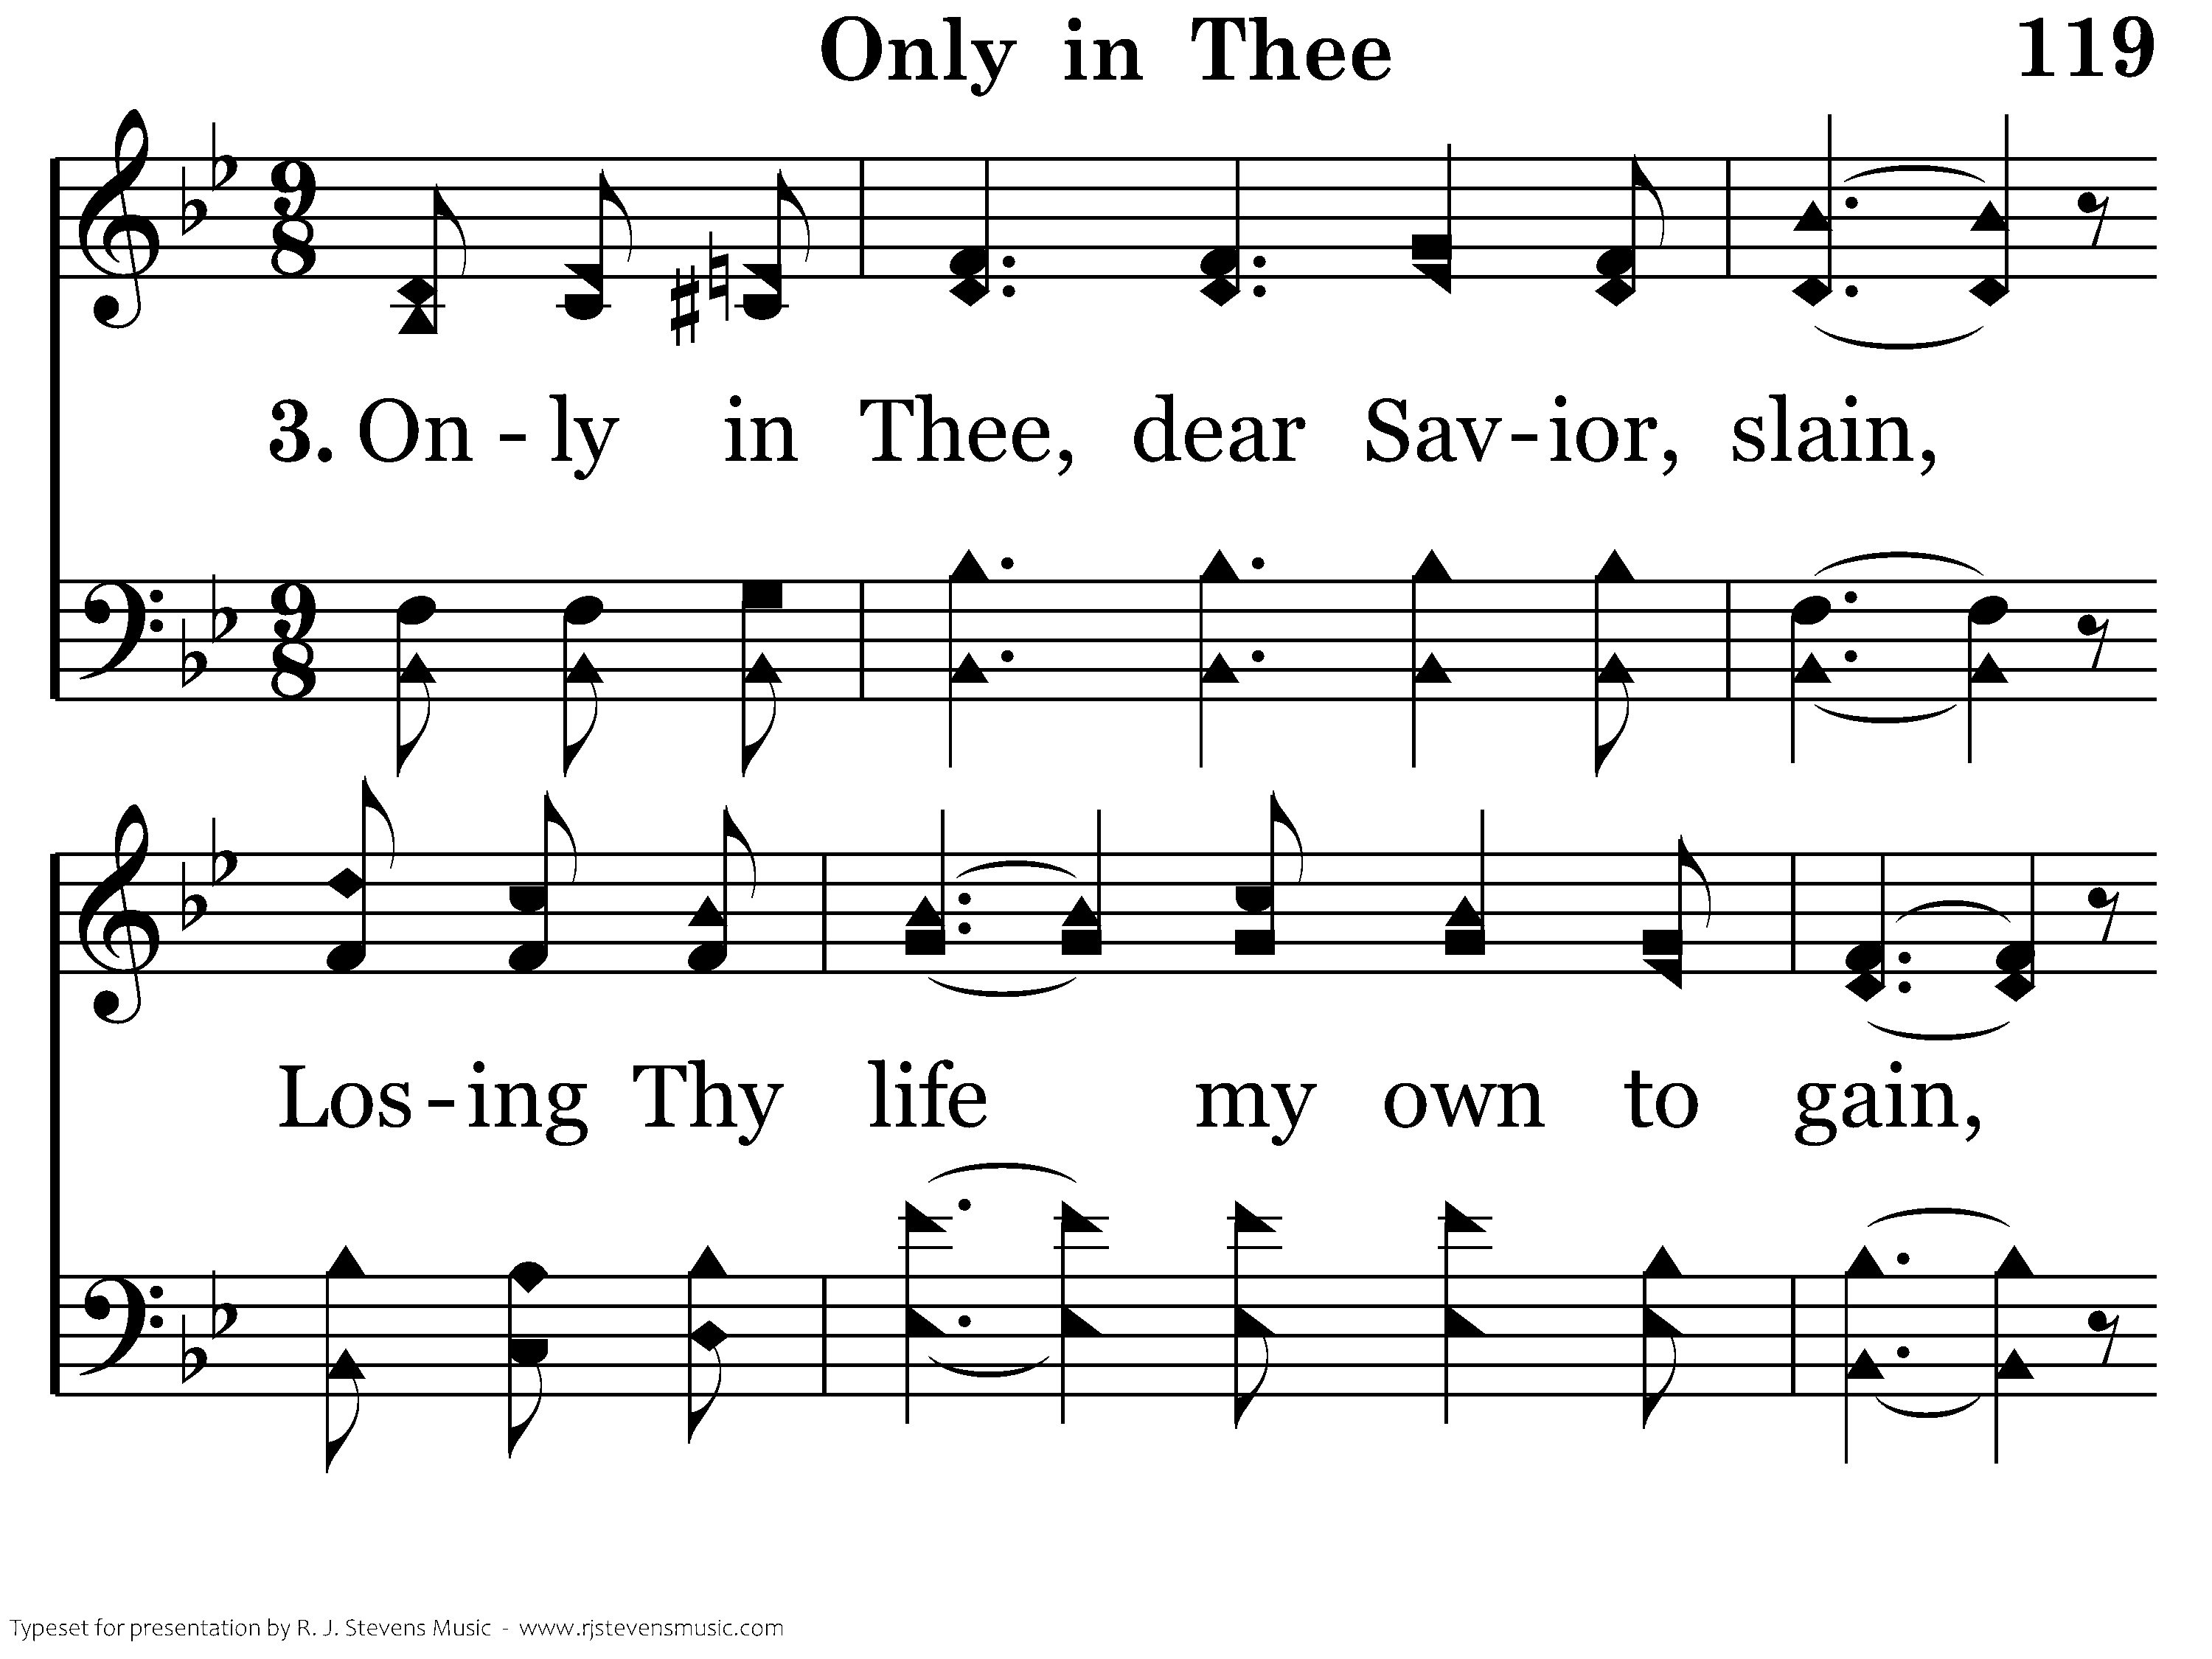 Only in Thee 119
3. On - ly in Thee, dear Sav - ior, slain,
Los - ing Thy life my own to gain,
Typeset for presentation by R. J. Stevens Music - www.rjstevensmusic.com